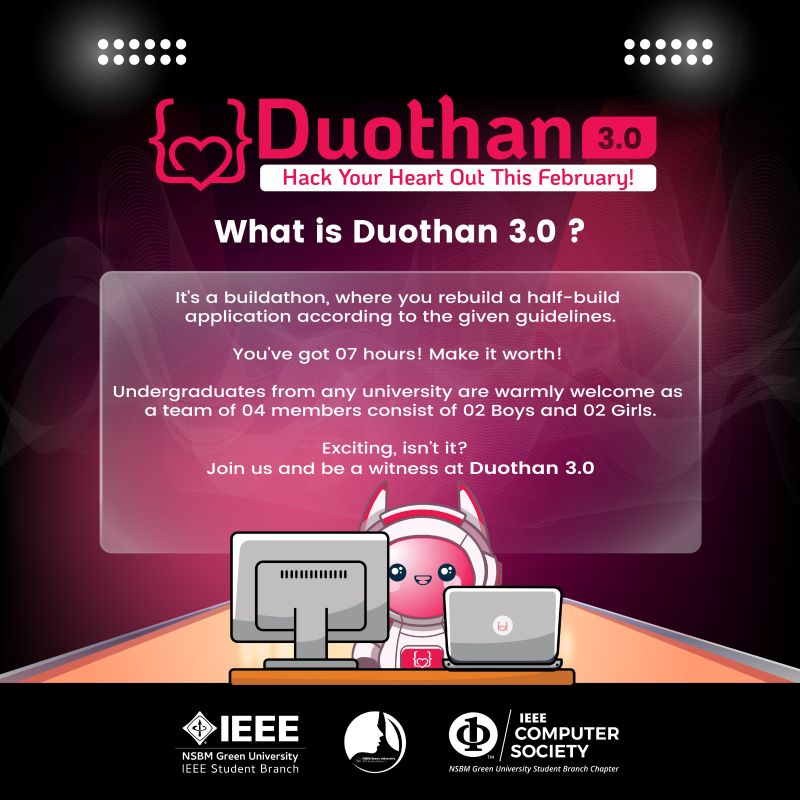 Duothan 3.0
Hack Your Heart Out This February!
What is Duothan 3.0 ?
It's a buildathon, where you rebuild a half-build
application according to the given guidelines.
You've got 07 hours! Make it worth!
Undergraduates from any university are warmly welcome as
a team of 04 members consist of 02 Boys and 02 Girls.
Exciting, isn't it?
Join us and be a witness at Duothan 3.0
IEEE
NSBM Green University
IEEE Student Branch
IEEE
COMPUTER
SOCIETY
TM
NSBM Green University Student Branch Chapter